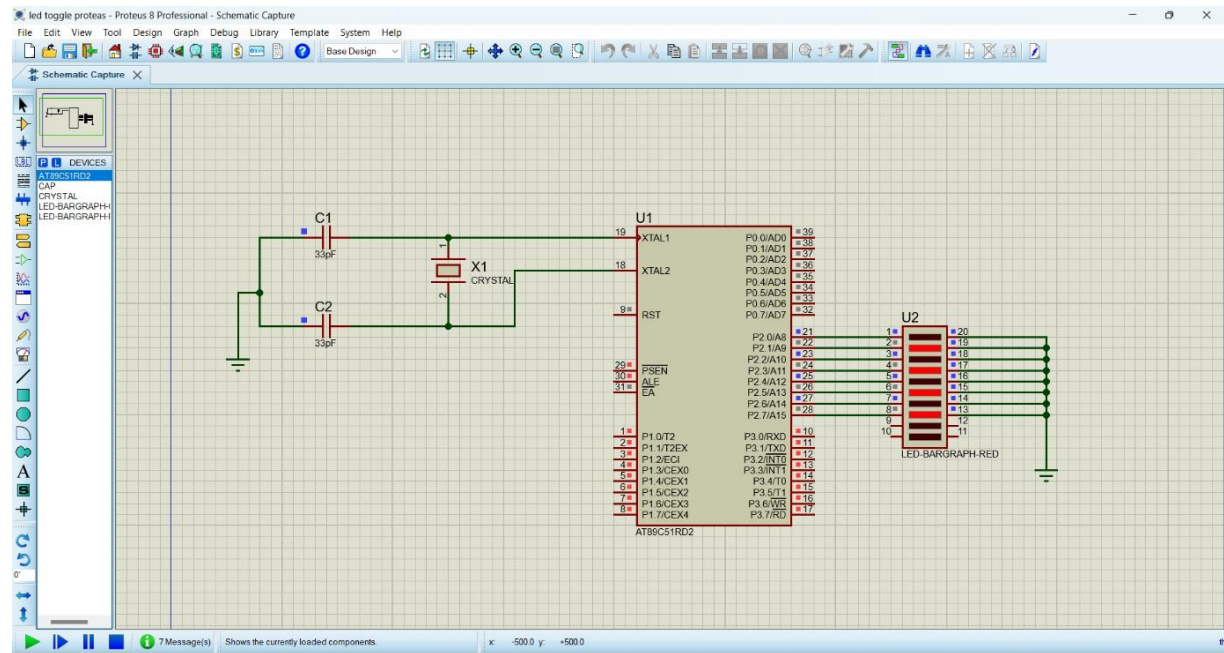 led toggle proteas - Proteus 8 Professional - Schematic Capture
File Edit View Tool Design Graph Debug Library Template System Help
Base Design
Schematic Capture
P L DEVICES
AT89C51RD2
CAP
CRYSTAL
LED-BARGRAPH-
LED-BARGRAPH-
C1
33pF
C2
33pF
X1
CRYSTAL
1
2
U1
19 XTAL1
18 XTAL2
9 RST
29 PSEN
30 ALE
31 EA
1 P1.0/T2
2 P1.1/T2EX
3 P1.2/ECI
4 P1.3/CEX0
5 P1.4/CEX1
6 P1.5/CEX2
7 P1.6/CEX3
8 P1.7/CEX4
P0.0/AD0 39
P0.1/AD1 38
P0.2/AD2 37
P0.3/AD3 36
P0.4/AD4 35
P0.5/AD5 34
P0.6/AD6 33
P0.7/AD7 32
P2.0/A8 21
P2.1/A9 22
P2.2/A10 23
P2.3/A11 24
P2.4/A12 25
P2.5/A13 26
P2.6/A14 27
P2.7/A15 28
P3.0/RXD 10
P3.1/TXD 11
P3.2/INT0 12
P3.3/INT1 13
P3.4/T0 14
P3.5/T1 15
P3.6/WR 16
P3.7/RD 17
AT89C51RD2
U2
1 20
2 19
3 18
4 17
5 16
6 15
7 14
8 13
9 12
10 11
LED-BARGRAPH-RED
A
S
0°
7 Message(s) Shows the currently loaded components. x: -500.0 y: +500.0